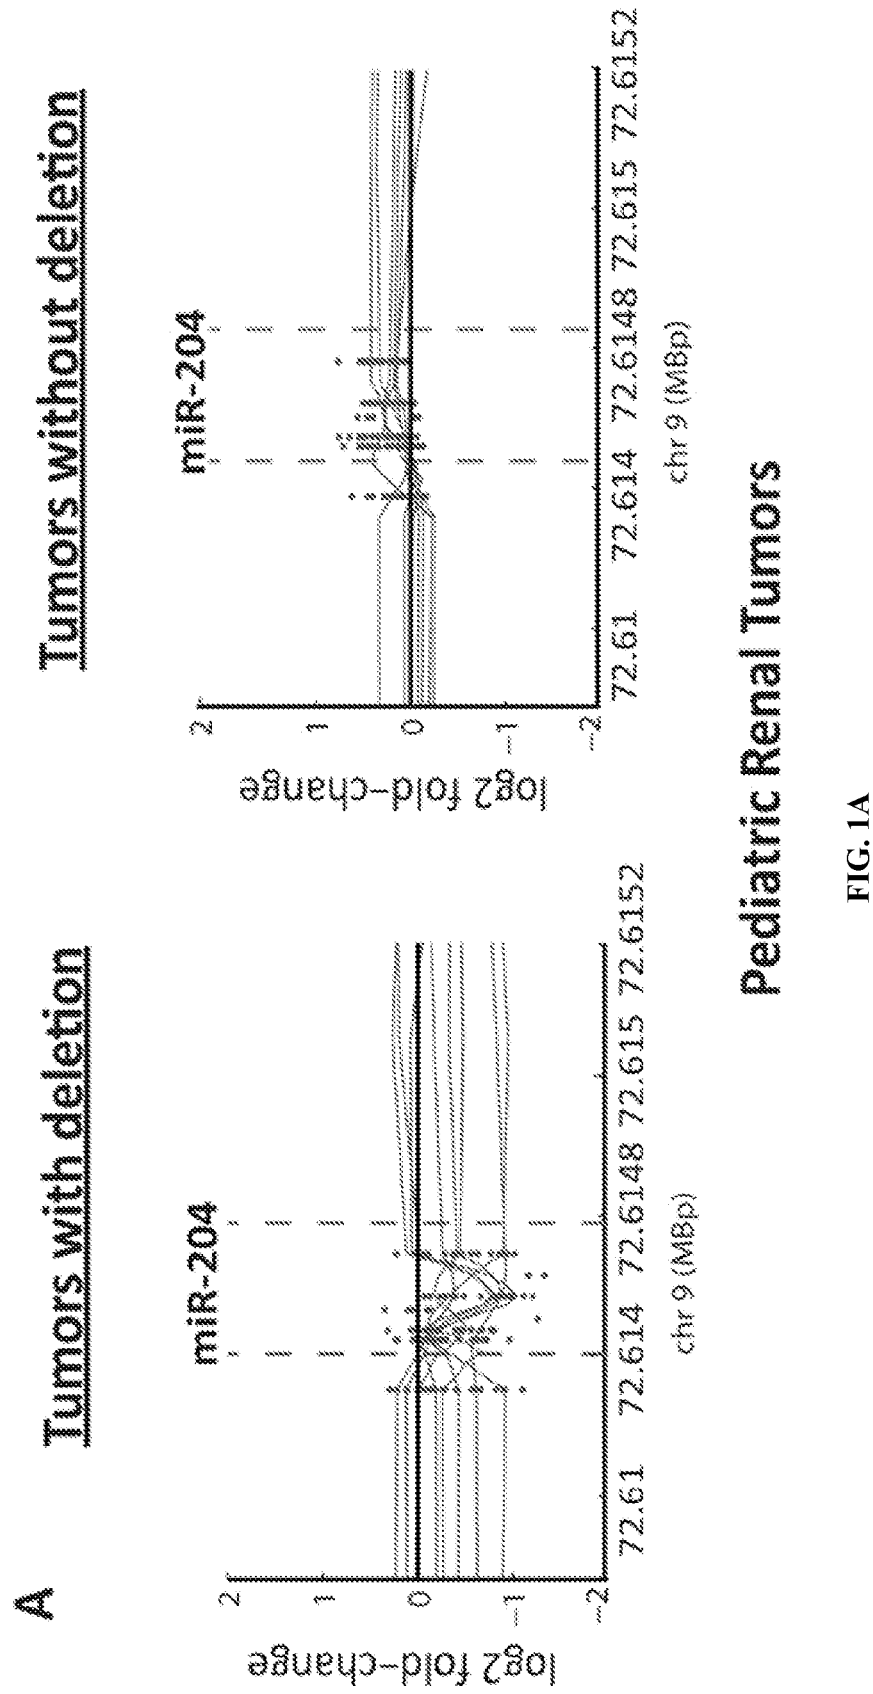 A
Tumors with deletion
Tumors without deletion
miR-204
2
1
0
−1
−2
log2 fold-change
72.61 72.614 72.6148 72.615 72.6152
chr 9 (MBp)
miR-204
2
1
0
−1
−2
log2 fold-change
72.61 72.614 72.6148 72.615 72.6152
chr 9 (MBp)
Pediatric Renal Tumors
FIG. 1A